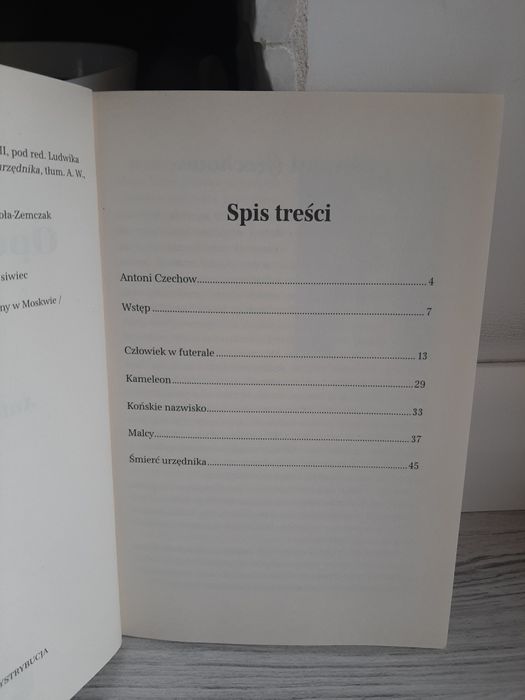 II, pod red. Ludwika
urzędnika, tłum. A. W.,
oła-Zemczak
siwiec
ny w Moskwie /
YSTRYBUCJA
Spis treści
Antoni Czechow 4
Wstęp 7
Człowiek w futerale 13
Kameleon 29
Końskie nazwisko 33
Malcy 37
Śmierć urzędnika 45